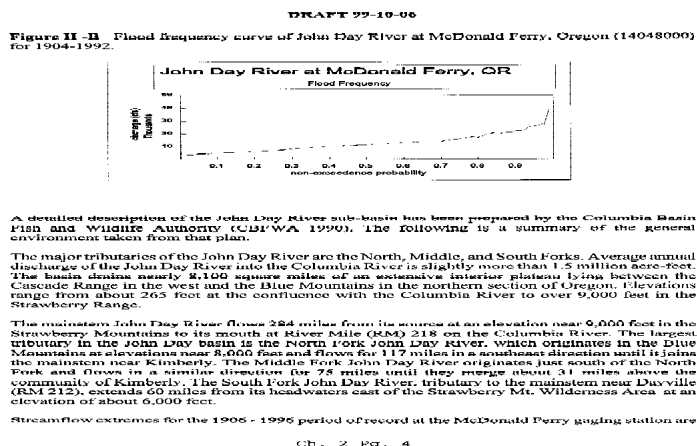 DRAFT 99-10-06
Figure II -B Flood frequency curve of John Day River at McDonald Ferry, Oregon (14048000)
for 1904-1992.
John Day River at McDonald Ferry, OR
Flood Frequency
discharge (cfs)
Thousands
50
40
30
20
10
0.1 0.2 0.3 0.4 0.5 0.6 0.7 0.8 0.9
non-exceedence probability
A detailed description of the John Day River sub-basin has been prepared by the Columbia Basin
Fish and Wildlife Authority (CBFWA 1990). The following is a summary of the general
environment taken from that plan.
The major tributaries of the John Day River are the North, Middle, and South Forks. Average annual
discharge of the John Day River into the Columbia River is slightly more than 1.5 million acre-feet.
The basin drains nearly 8,100 square miles of an extensive interior plateau lying between the
Cascade Range in the west and the Blue Mountains in the northern section of Oregon. Elevations
range from about 265 feet at the confluence with the Columbia River to over 9,000 feet in the
Strawberry Range.
The mainstem John Day River flows 284 miles from its source at an elevation near 9,000 feet in the
Strawberry Mountains to its mouth at River Mile (RM) 218 on the Columbia River. The largest
tributary in the John Day basin is the North Fork John Day River, which originates in the Blue
Mountains at elevations near 8,000 feet and flows for 117 miles in a southeast direction until it joins
the mainstem near Kimberly. The Middle Fork John Day River originates just south of the North
Fork and flows in a similar direction for 75 miles until they merge about 31 miles above the
community of Kimberly. The South Fork John Day River, tributary to the mainstem near Dayville
(RM 212), extends 60 miles from its headwaters east of the Strawberry Mt. Wilderness Area at an
elevation of about 6,000 feet.
Streamflow extremes for the 1906 - 1996 period of record at the McDonald Ferry gaging station are
Ch. 2 Pg. 4